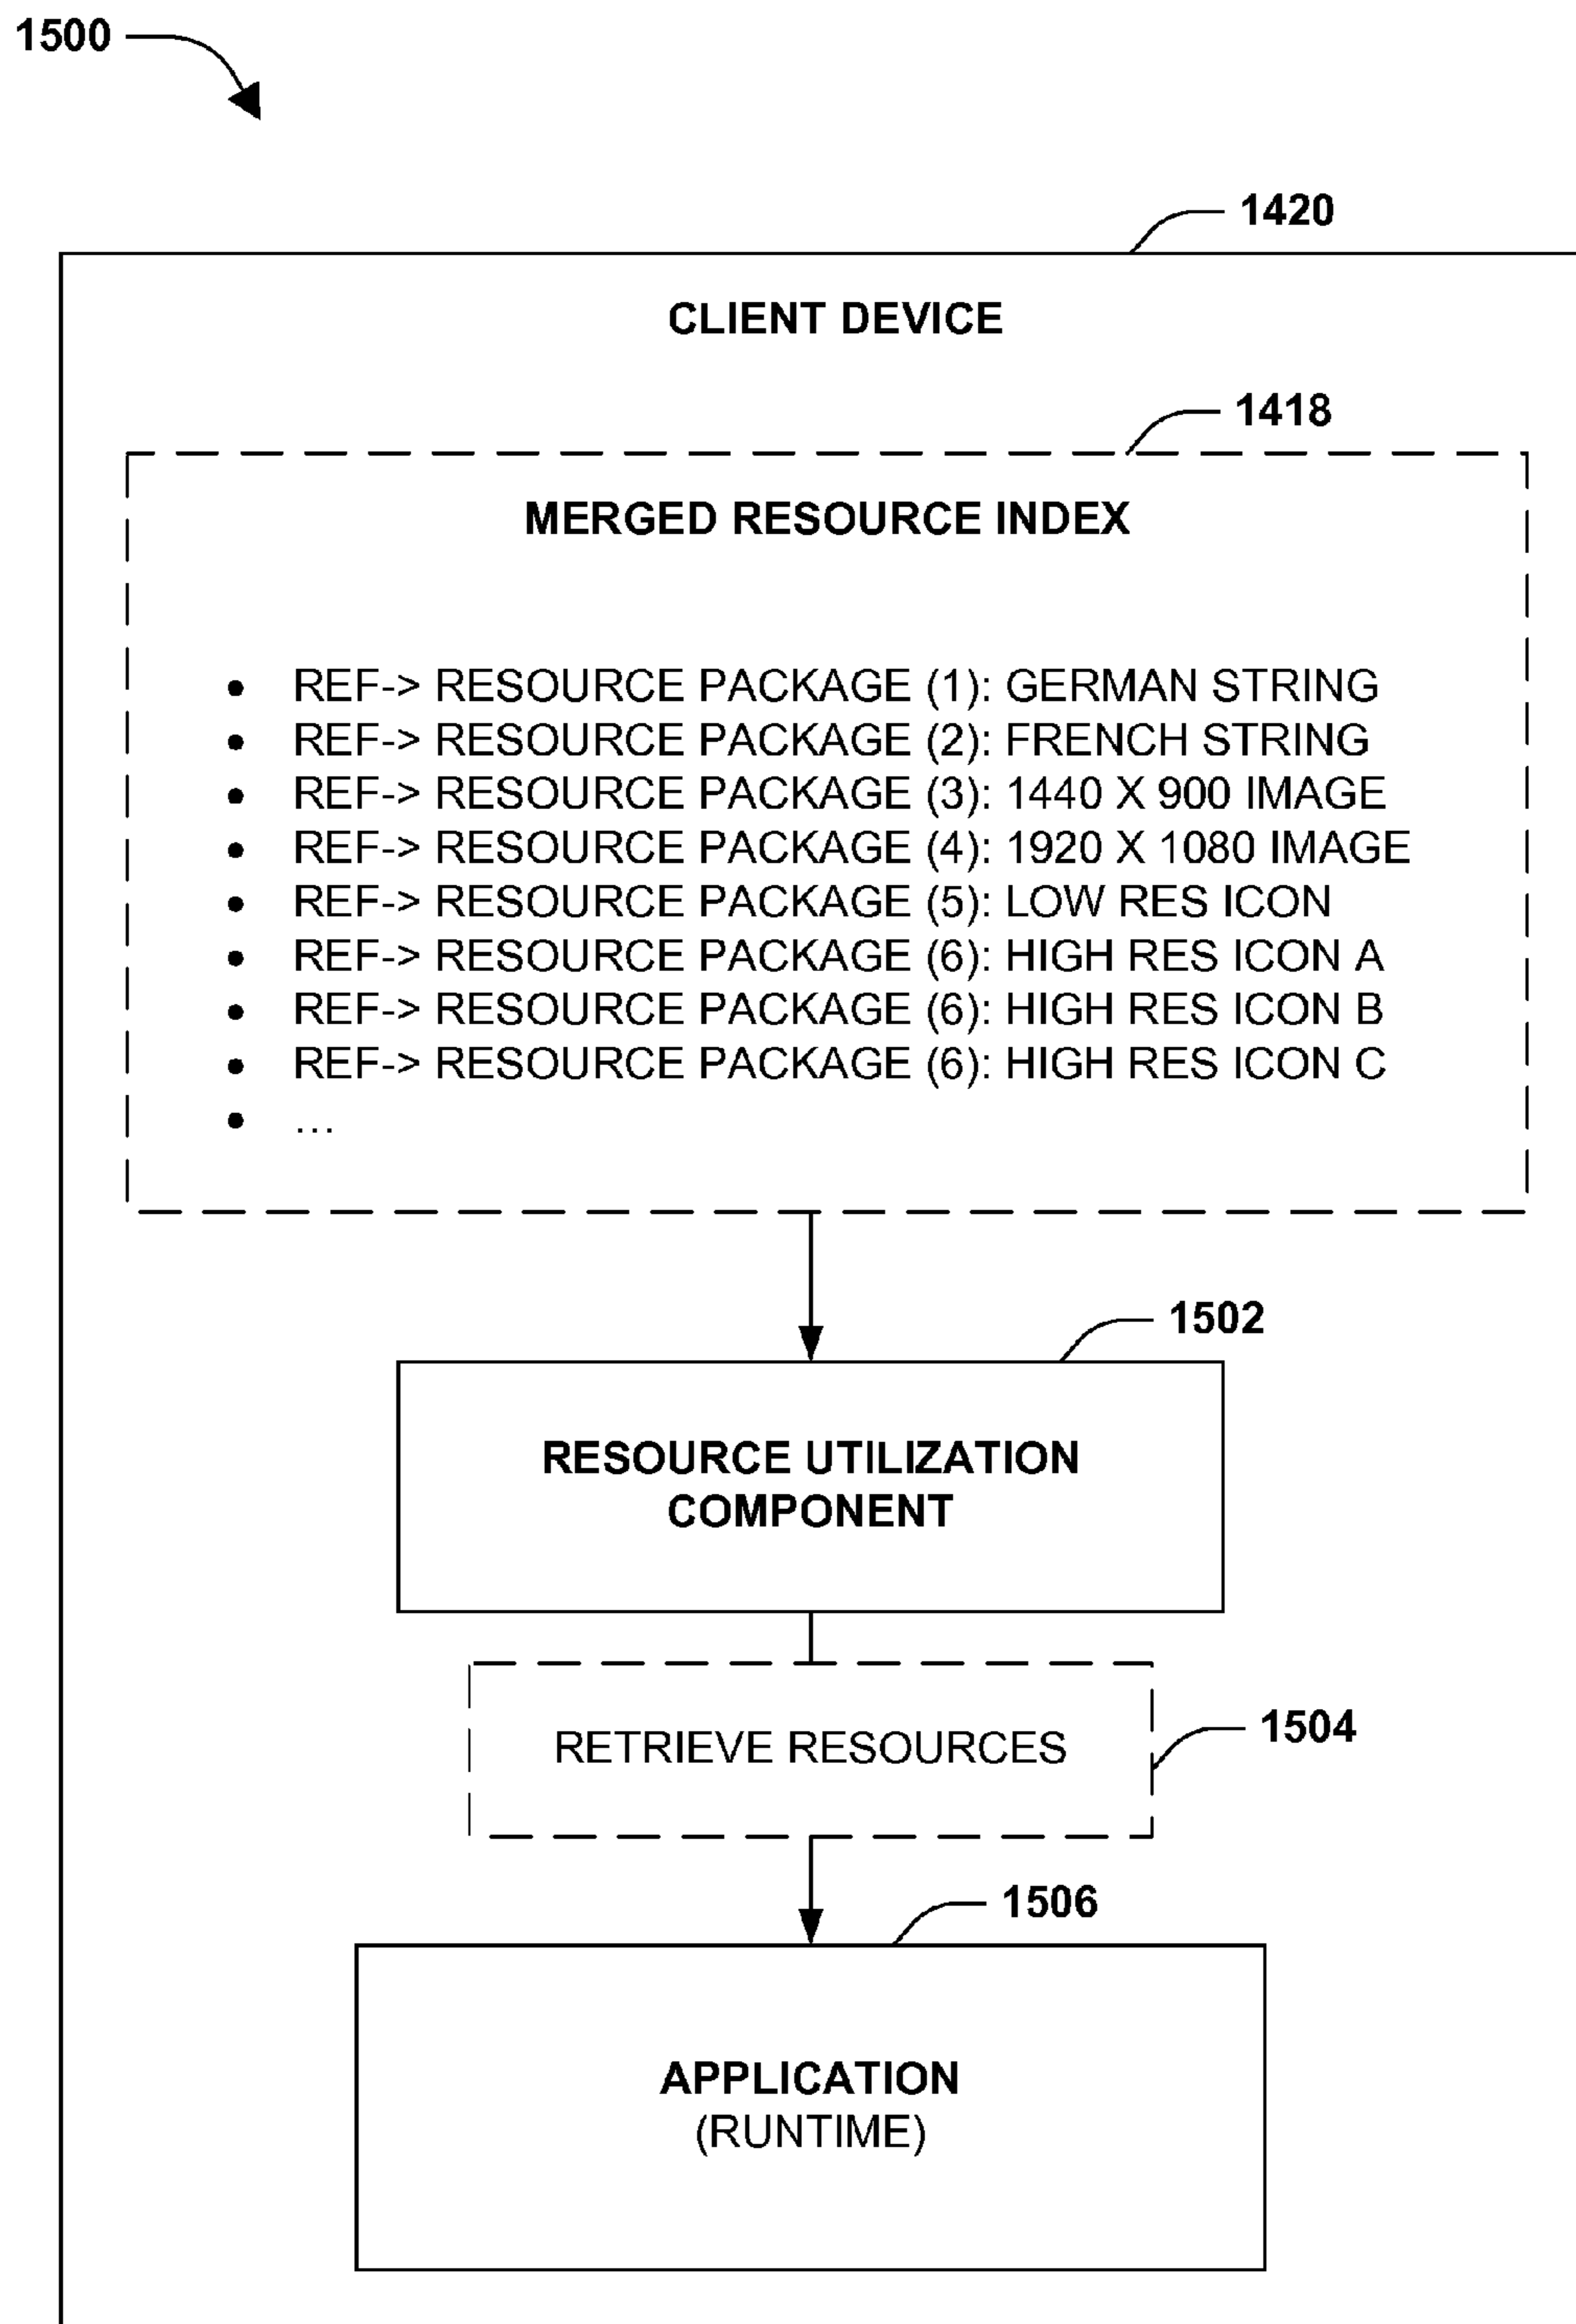 1500
1420
CLIENT DEVICE
1418
MERGED RESOURCE INDEX
• REF-> RESOURCE PACKAGE (1): GERMAN STRING
• REF-> RESOURCE PACKAGE (2): FRENCH STRING
• REF-> RESOURCE PACKAGE (3): 1440 X 900 IMAGE
• REF-> RESOURCE PACKAGE (4): 1920 X 1080 IMAGE
• REF-> RESOURCE PACKAGE (5): LOW RES ICON
• REF-> RESOURCE PACKAGE (6): HIGH RES ICON A
• REF-> RESOURCE PACKAGE (6): HIGH RES ICON B
• REF-> RESOURCE PACKAGE (6): HIGH RES ICON C
• ...
1502
RESOURCE UTILIZATION
COMPONENT
RETRIEVE RESOURCES
1504
1506
APPLICATION
(RUNTIME)